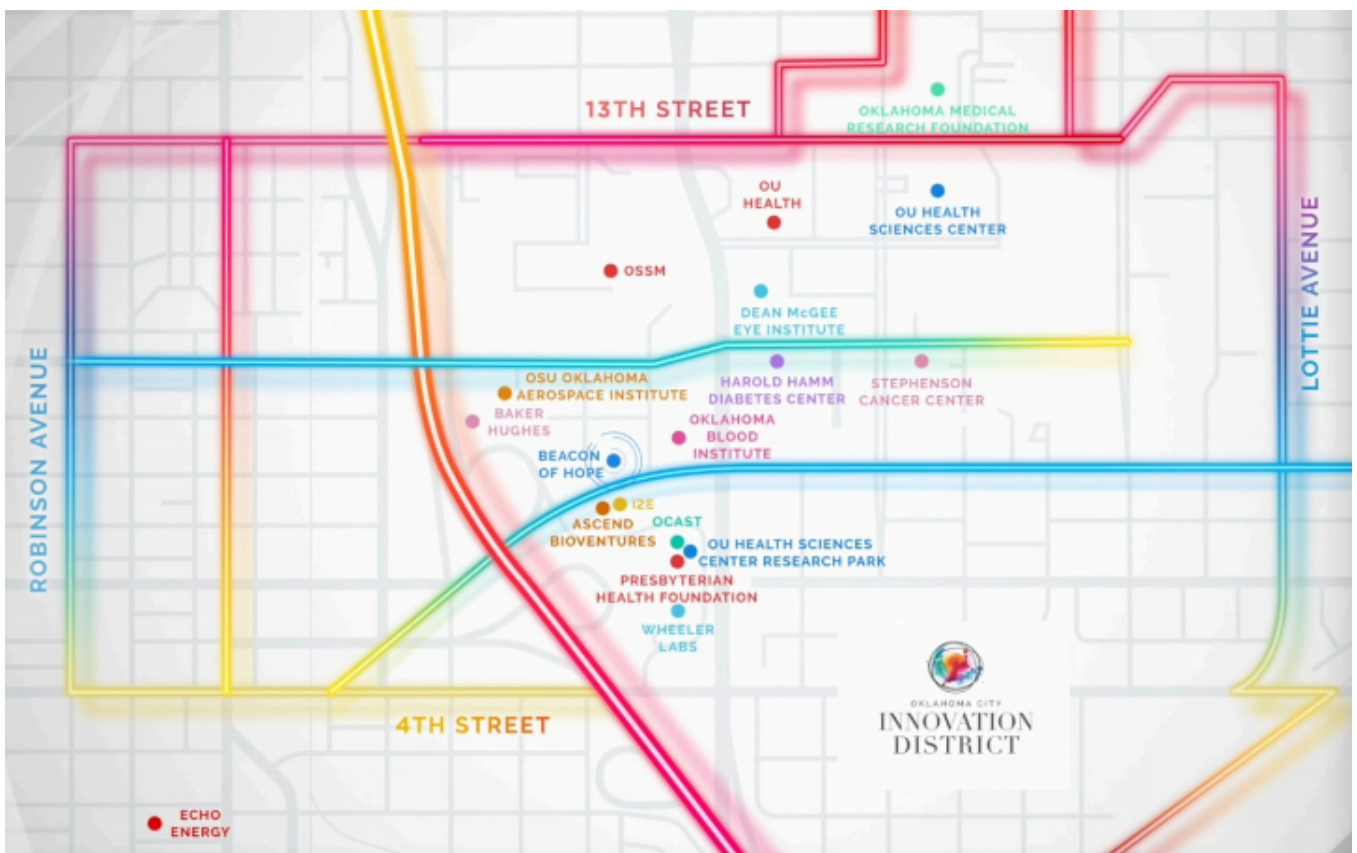 13TH STREET
OKLAHOMA MEDICAL
RESEARCH FOUNDATION
OU
HEALTH
OU HEALTH
SCIENCES CENTER
OSSM
DEAN McGEE
EYE INSTITUTE
LOTTIE AVENUE
ROBINSON AVENUE
OSU OKLAHOMA
AEROSPACE INSTITUTE
HAROLD HAMM
DIABETES CENTER
STEPHENSON
CANCER CENTER
BAKER
HUGHES
OKLAHOMA
BLOOD
INSTITUTE
BEACON
OF HOPE
i2E
ASCEND
BIOVENTURES
OCAST
OU HEALTH SCIENCES
CENTER RESEARCH PARK
PRESBYTERIAN
HEALTH FOUNDATION
WHEELER
LABS
4TH STREET
OKLAHOMA CITY
INNOVATION
DISTRICT
ECHO
ENERGY